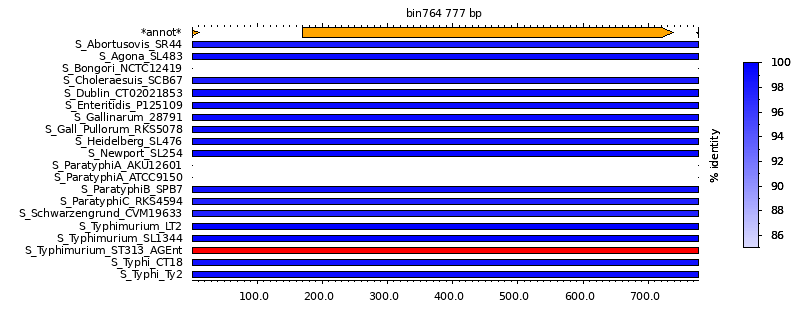 bin764 777 bp
*annot*
S_Abortusovis_SR44
S_Agona_SL483
S_Bongori_NCTC12419
S_Choleraesuis_SCB67
S_Dublin_CT02021853
S_Enteritidis_P125109
S_Gallinarum_28791
S_Gall_Pullorum_RKS5078
S_Heidelberg_SL476
S_Newport_SL254
S_ParatyphiA_AKU12601
S_ParatyphiA_ATCC9150
S_ParatyphiB_SPB7
S_ParatyphiC_RKS4594
S_Schwarzengrund_CVM19633
S_Typhimurium_LT2
S_Typhimurium_SL1344
S_Typhimurium_ST313_AGEnt
S_Typhi_CT18
S_Typhi_Ty2
100.0 200.0 300.0 400.0 500.0 600.0 700.0
% identity
100
98
96
94
92
90
88
86